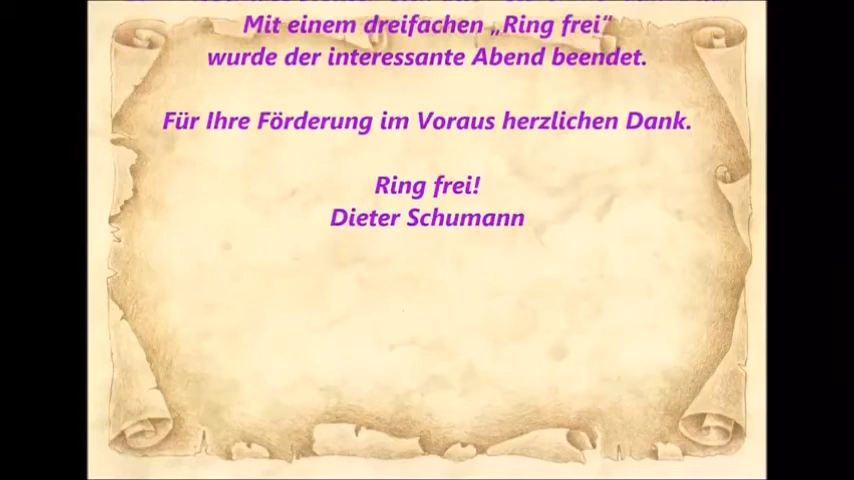 Mit einem dreifachen „Ring frei“
wurde der interessante Abend beendet.
Für Ihre Förderung im Voraus herzlichen Dank.
Ring frei!
Dieter Schumann